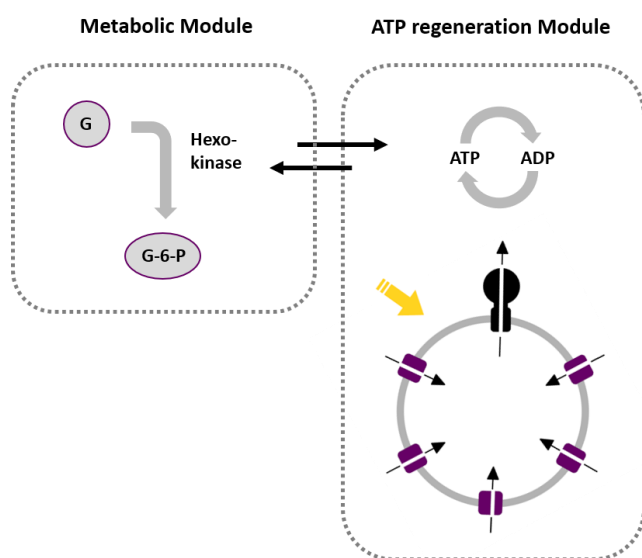 Metabolic Module
ATP regeneration Module
G
Hexo-
kinase
G-6-P
ATP
ADP